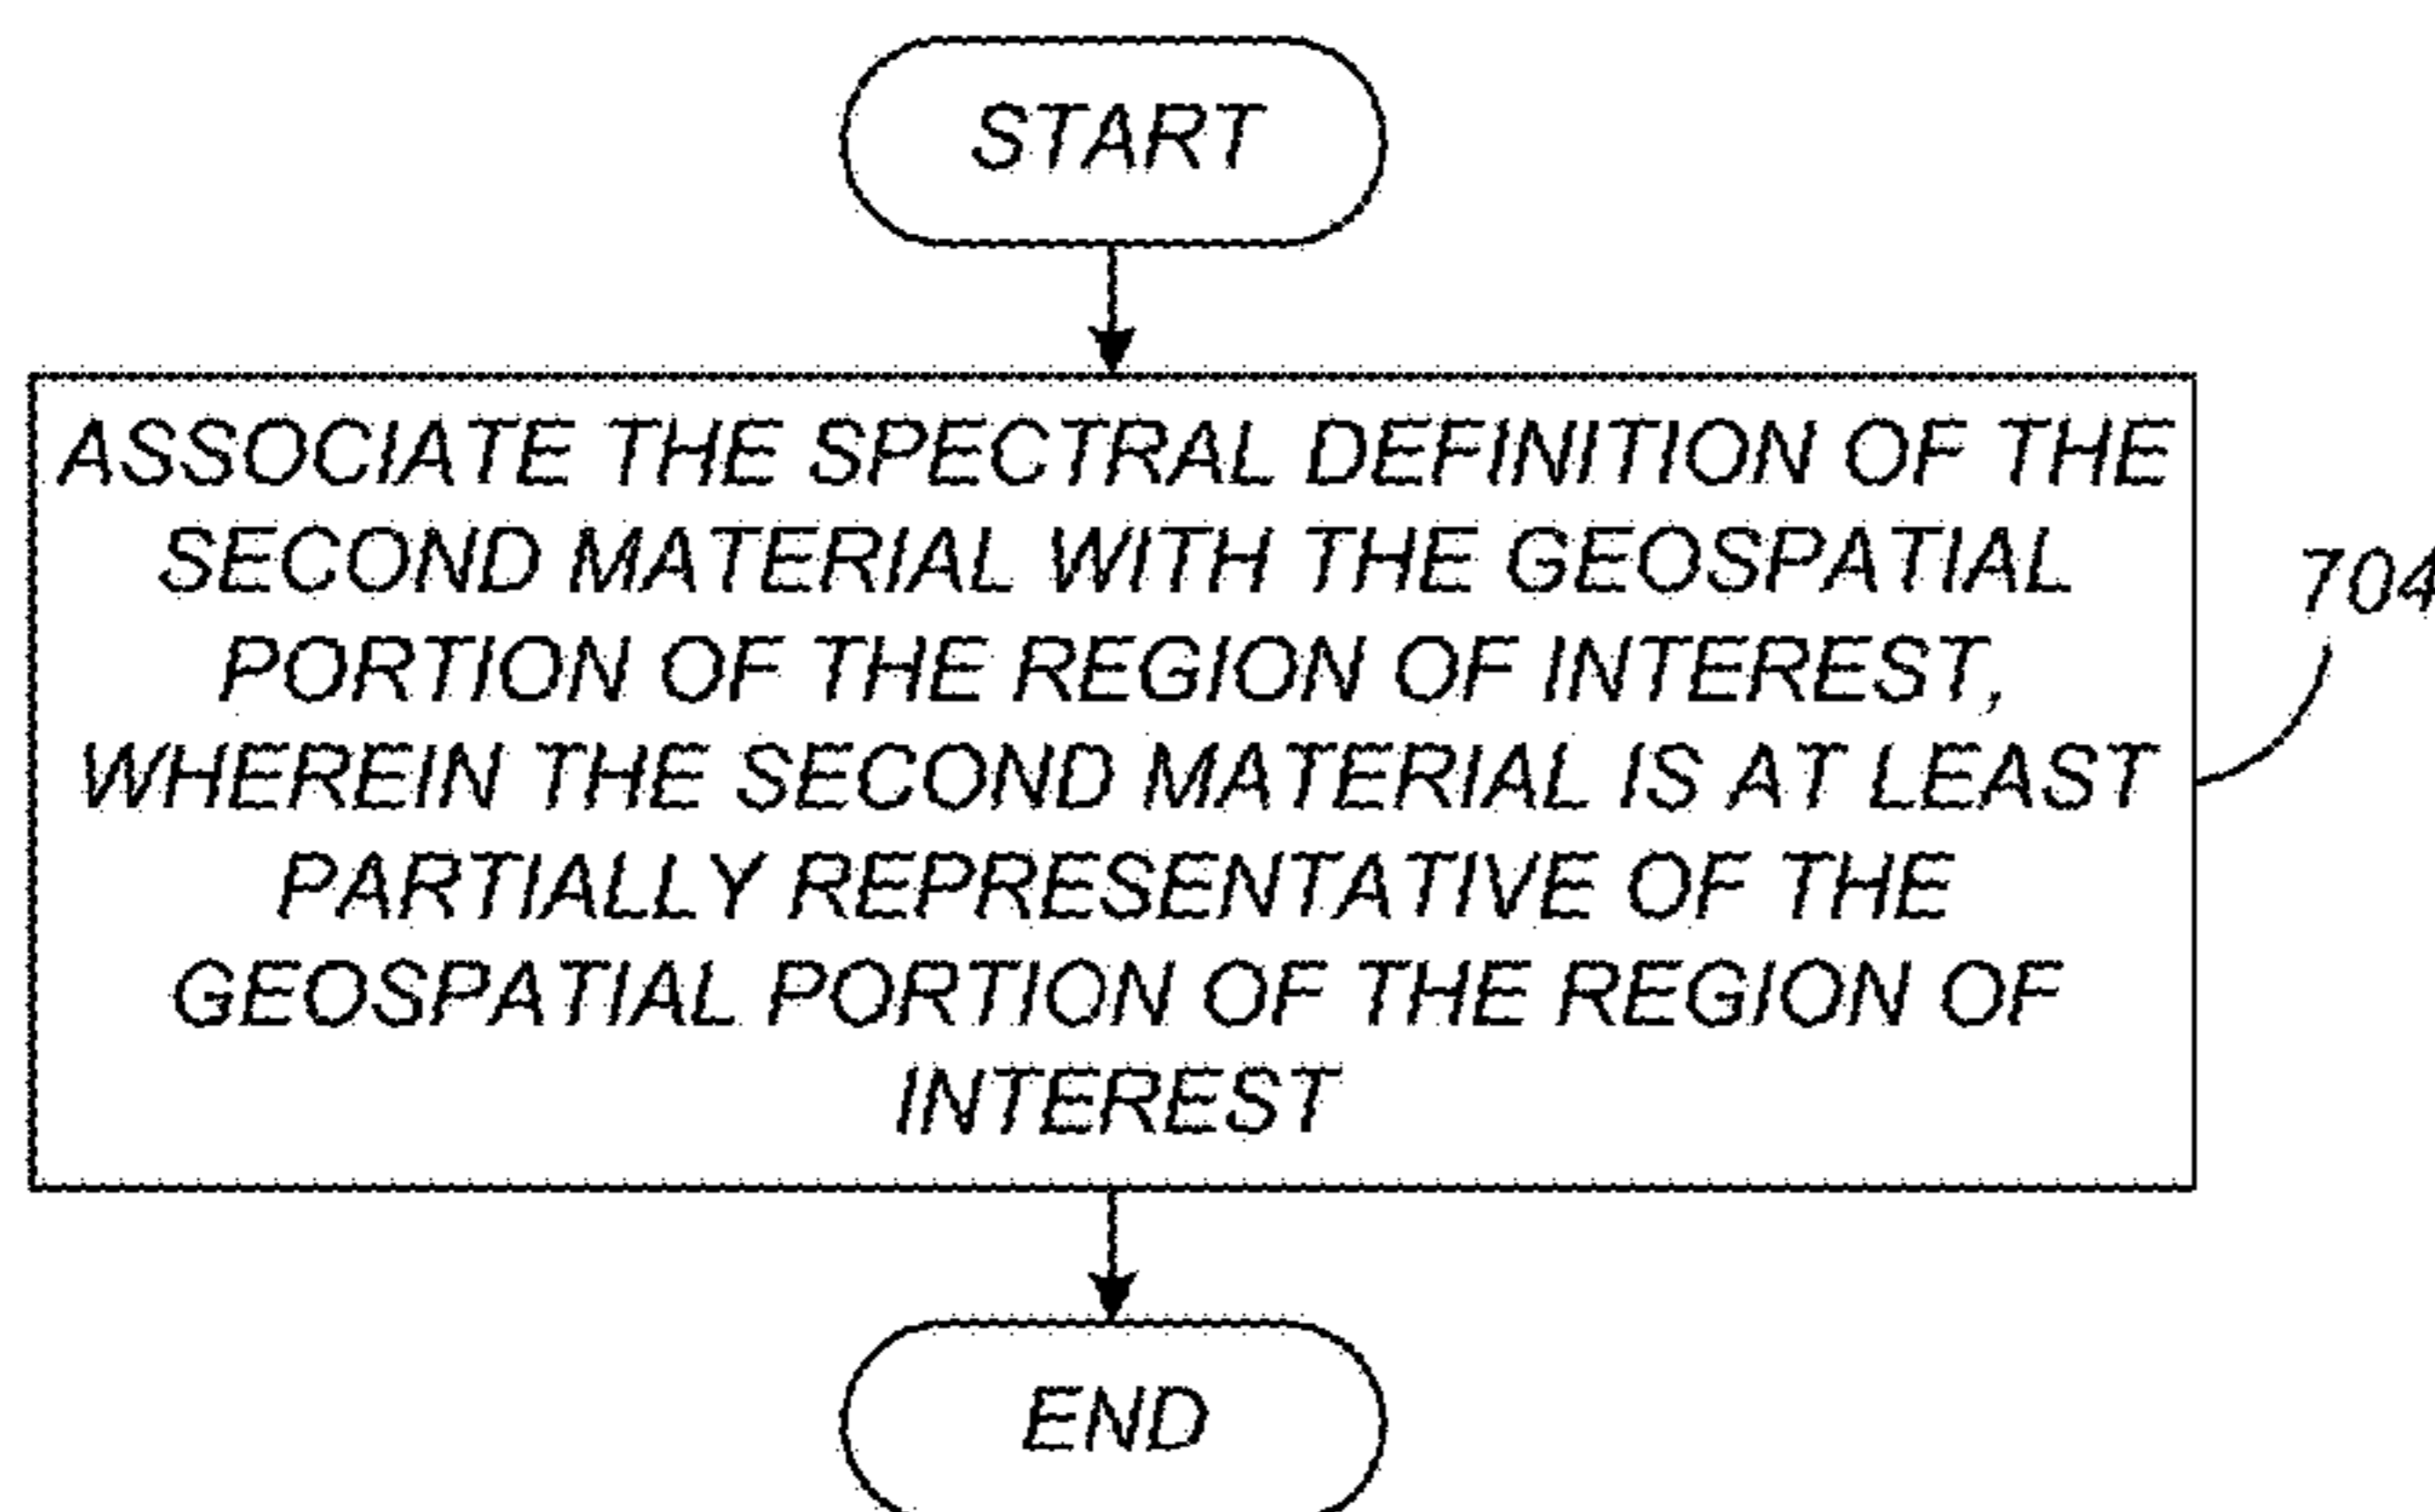 START
ASSOCIATE THE SPECTRAL DEFINITION OF THE
SECOND MATERIAL WITH THE GEOSPATIAL
PORTION OF THE REGION OF INTEREST,
WHEREIN THE SECOND MATERIAL IS AT LEAST
PARTIALLY REPRESENTATIVE OF THE
GEOSPATIAL PORTION OF THE REGION OF
INTEREST
704
END